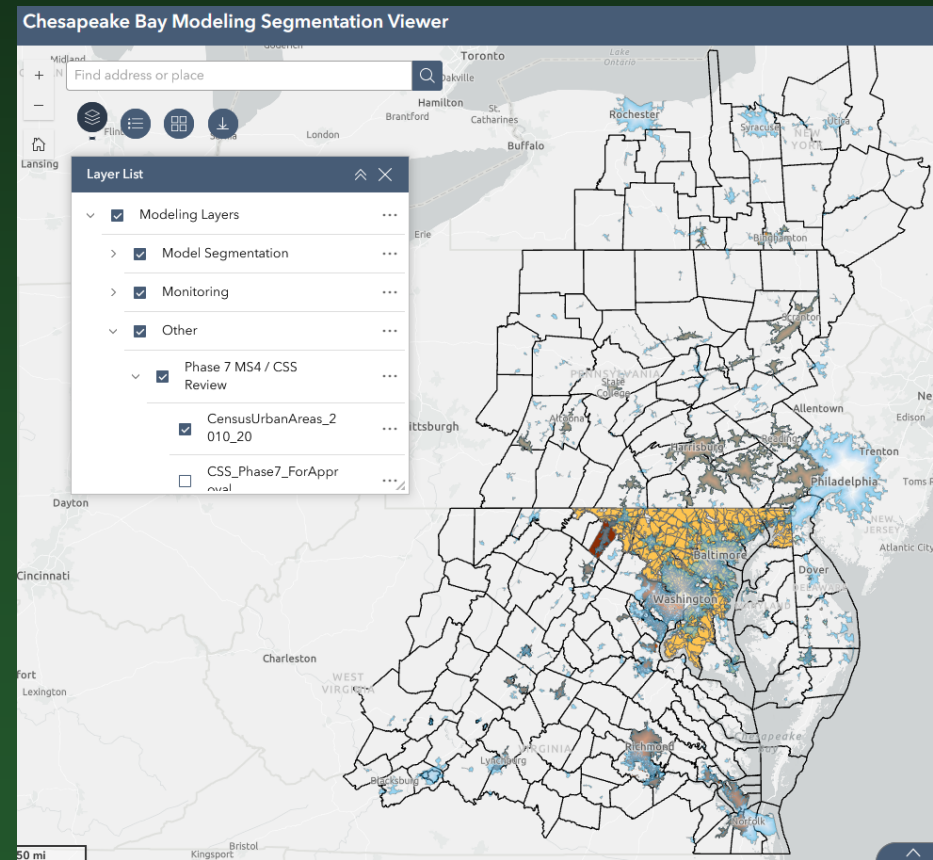 Chesapeake Bay Modeling Segmentation Viewer
Midland
Toronto
Lake
Ontario
+
Find address or place
Oakville
−
Hamilton
Brantford
St.
Catharines
Rochester
Syracuse
Utica
NEW
YORK
London
Buffalo
Lansing
Layer List
Modeling Layers
Erie
Binghamton
Model Segmentation
Monitoring
Scranton
Other
Phase 7 MS4 / CSS
Review
PENNSYLVANIA
State
College
CensusUrbanAreas_2
010_20
Altoona
Allentown
Edison
ittsburgh
Harrisburg
Reading
Trenton
CSS_Phase7_ForAppr
oval
Philadelphia
Toms R
Dayton
NEW
JERSEY
Atlantic City
Baltimore
Cincinnati
Dover
DELAWARE
Washington
MARYLAND
Charleston
fort
Lexington
WEST
VIRGINIA
Chesapeake
Bay
Richmond
VIRGINIA
Lynchburg
Blacksburg
Norfolk
Bristol
50 mi
Kingsport